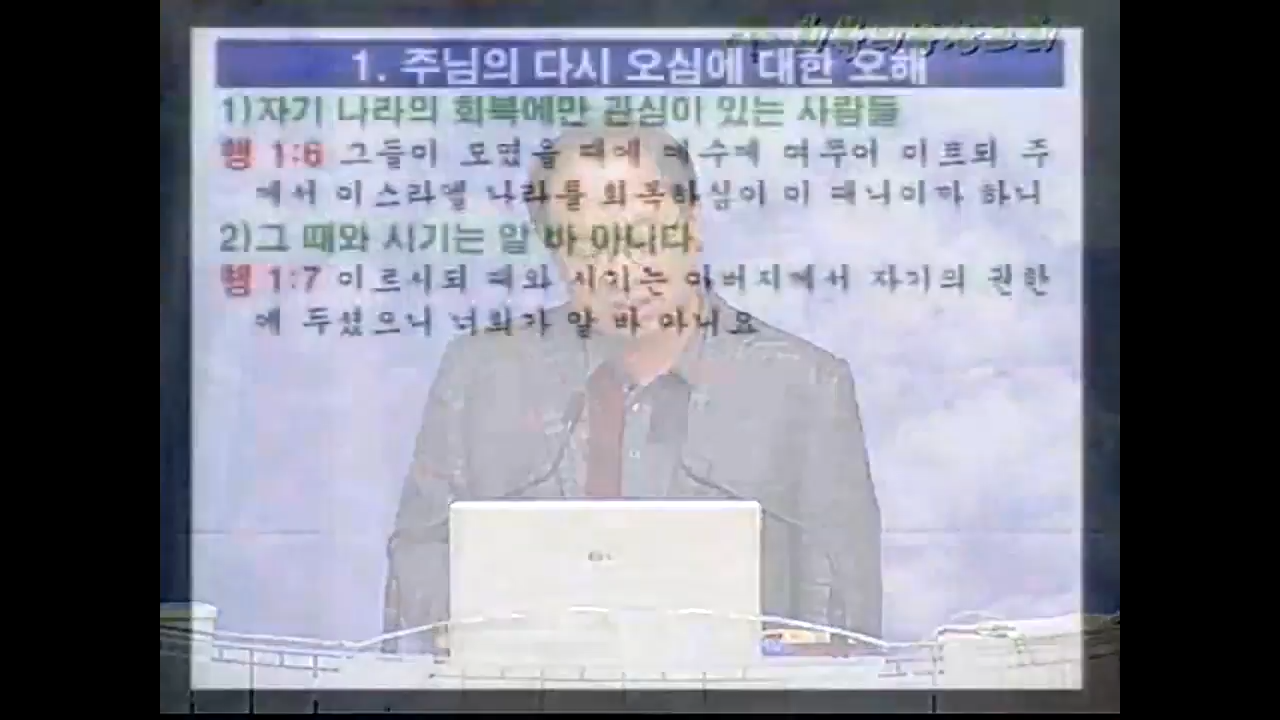 1. 주님의 다시 오심에 대한 오해
1)자기 나라의 회복에만 관심이 있는 사람들
행 1:6 그들이 모였을 때에 예수께 여쭈어 이르되 주
께서 이스라엘 나라를 회복하심이 이 때니이까 하니
2)그 때와 시기는 알 바 아니다.
행 1:7 이르시되 때와 시기는 아버지께서 자기의 권한
에 두셨으니 너희가 알 바 아니요